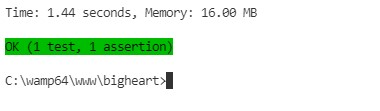 Time: 1.44 seconds, Memory: 16.00 MB
OK (1 test, 1 assertion)
C:\wamp64\www\bigheart>